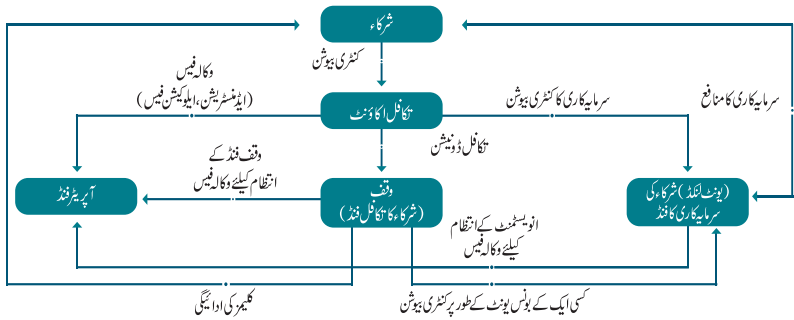 شرکاء
کنٹری بیوشن
وکالہ فیس
(ایڈمنسٹریشن، ایلوکیشن فیس)
سرمایہ کاری کا کنٹری بیوشن
سرمایہ کاری کا منافع
تکافل اکاؤنٹ
تکافل ڈونیشن
وقف فنڈ کے
انتظام کیلئے وکالہ فیس
آپریٹر فنڈ
وقف
(شرکاء کا تکافل فنڈ)
(یونٹ لنکڈ) شرکاء کی
سرمایہ کاری کا فنڈ
انویسٹمنٹ کے انتظام
کیلئے وکالہ فیس
کلیمز کی ادائیگی
کسی ایک کے بونس یونٹ کے طور پر کنٹری بیوشن